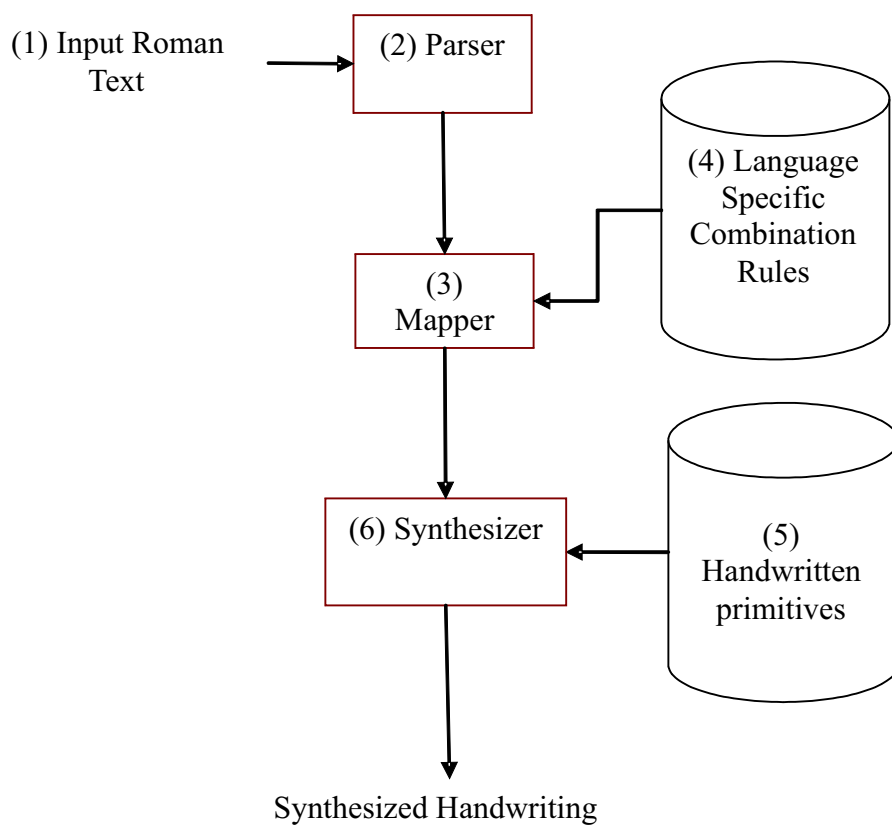 (1) Input Roman
Text
(2) Parser
(3)
Mapper
(4) Language
Specific
Combination
Rules
(6) Synthesizer
(5)
Handwritten
primitives
Synthesized Handwriting